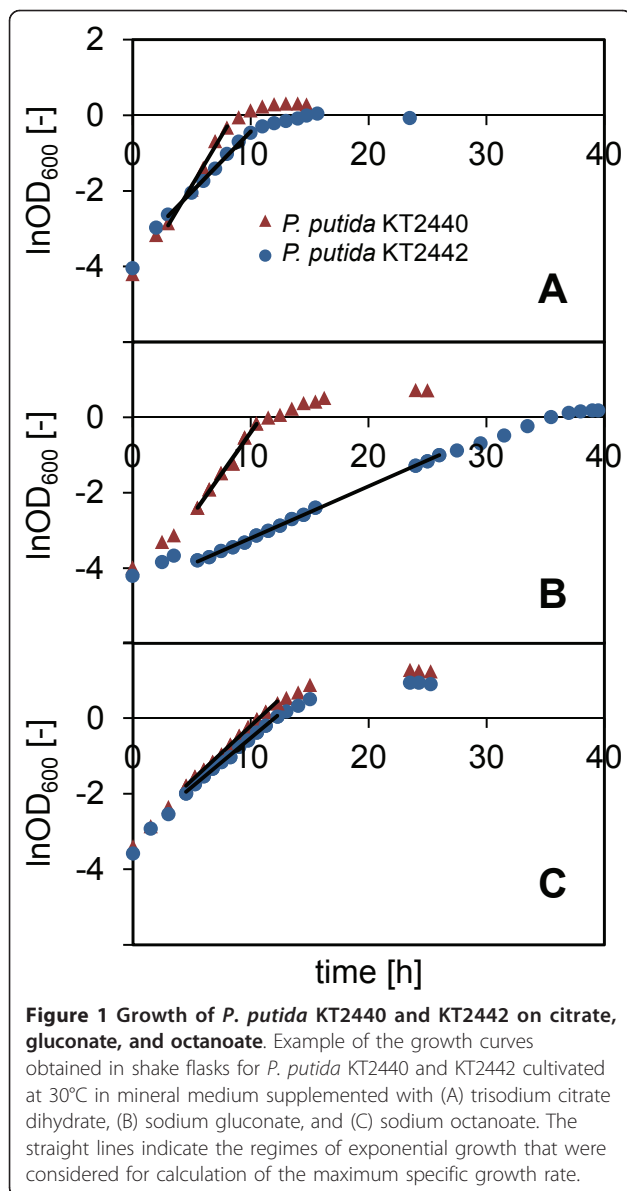 2
0
0
10
20
30
40
-2
-4
lnOD600 [-]
P. putida KT2440
P. putida KT2442
A
0
0
10
20
30
40
-2
-4
lnOD600 [-]
B
0
0
10
20
30
40
-2
-4
lnOD600 [-]
C
time [h]
Figure 1 Growth of P. putida KT2440 and KT2442 on citrate,
gluconate, and octanoate. Example of the growth curves
obtained in shake flasks for P. putida KT2440 and KT2442 cultivated
at 30°C in mineral medium supplemented with (A) trisodium citrate
dihydrate, (B) sodium gluconate, and (C) sodium octanoate. The
straight lines indicate the regimes of exponential growth that were
considered for calculation of the maximum specific growth rate.